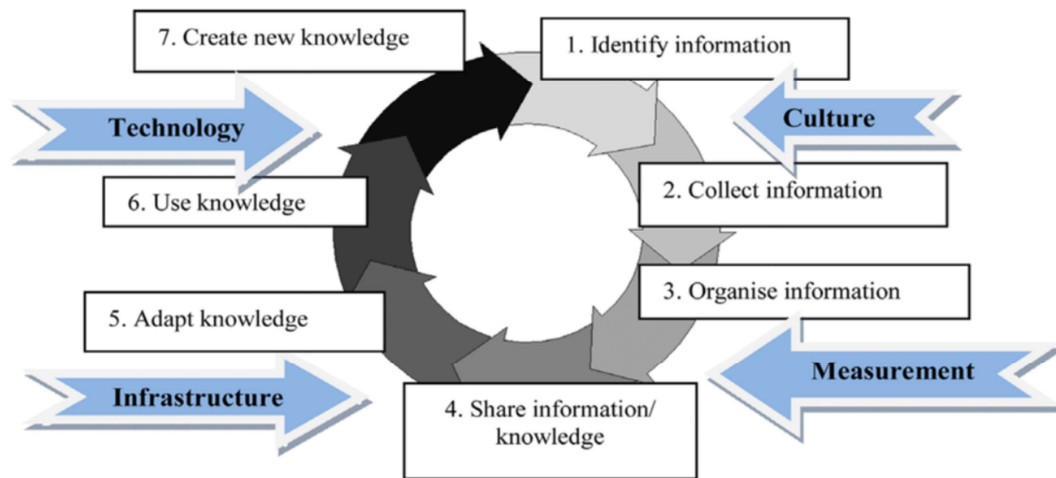 7. Create new knowledge
1. Identify information
Technology
Culture
6. Use knowledge
2. Collect information
5. Adapt knowledge
3. Organise information
Infrastructure
Measurement
4. Share information/
knowledge